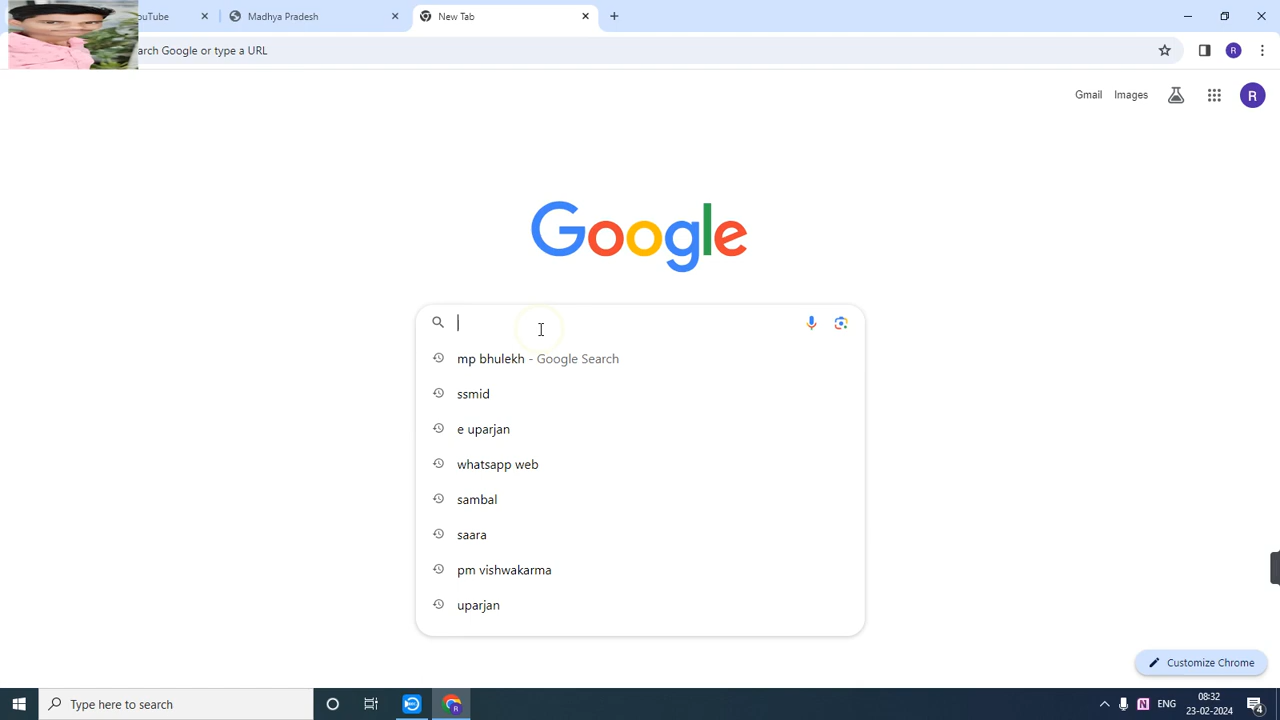 ouTube
Madhya Pradesh
New Tab
arch Google or type a URL
R
Gmail Images
R
Google
mp bhulekh - Google Search
ssmid
e uparjan
whatsapp web
sambal
saara
pm vishwakarma
uparjan
Customize Chrome
Type here to search
R
ENG
08:32
23-02-2024